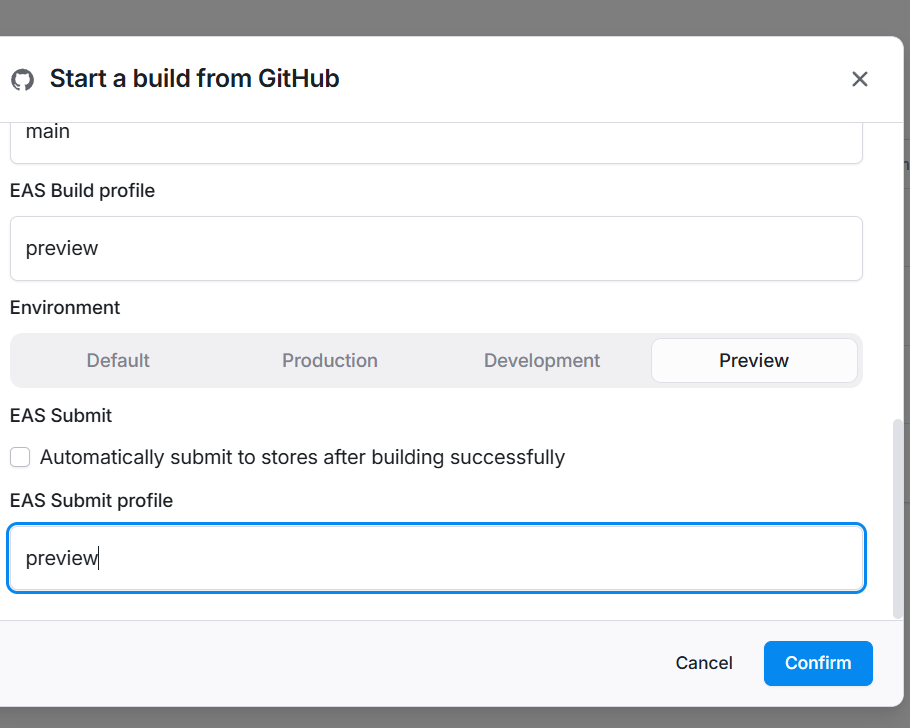 Start a build from GitHub
main
EAS Build profile
preview
Environment
Default Production Development Preview
EAS Submit
Automatically submit to stores after building successfully
EAS Submit profile
preview
Cancel Confirm